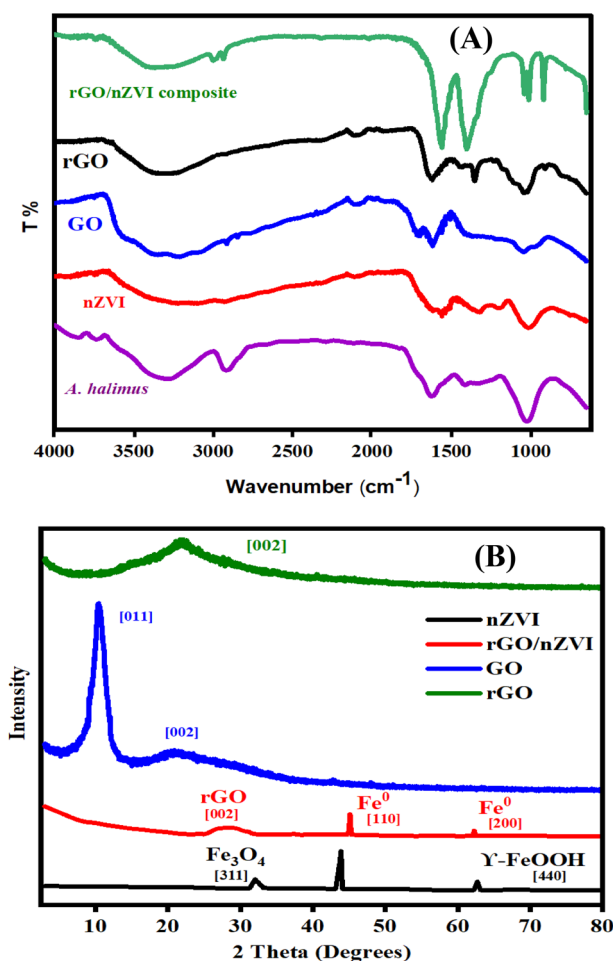 (A)
rGO/nZVI composite
rGO
GO
nZVI
A. halimus
T %
4000 3500 3000 2500 2000 1500 1000
Wavenumber (cm⁻¹)
(B)
[002]
[011]
[002]
nZVI
rGO/nZVI
GO
rGO
Intensity
rGO
[002]
Fe⁰
[110]
Fe⁰
[200]
Fe₃O₄
[311]
ϒ-FeOOH
[440]
10 20 30 40 50 60 70 80
2 Theta (Degrees)